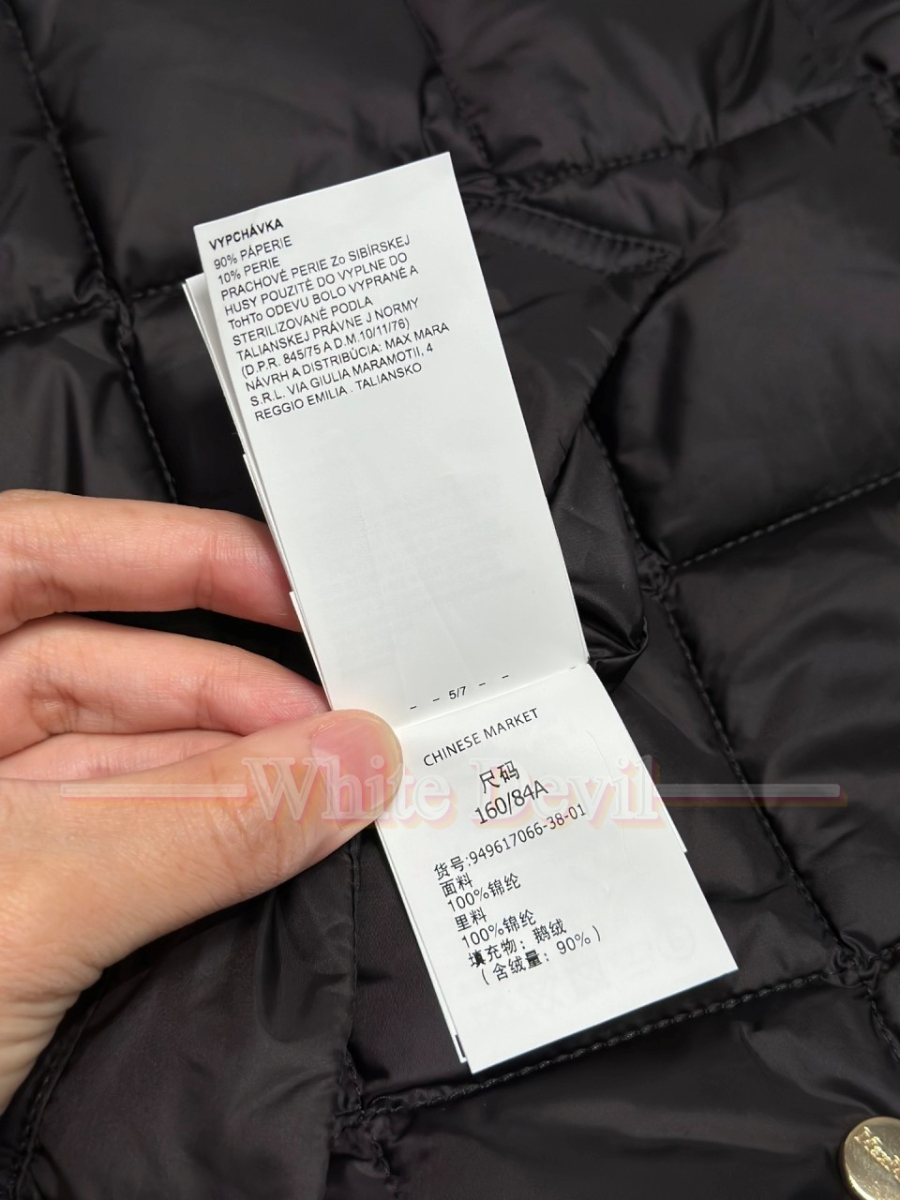 VYPCHÁVKA
90% PÁPERIE
10% PERIE
PRACHOVÉ PERIE Zo SIBÍRSKEJ
HUSY POUZITÉ DO VYPLNE DO
ToHTo ODEVU BOLO VYPRANÉ A
STERILIZOVANÉ PODLA
TALIANSKEJ PRÁVNE J NORMY
(D.P.R. 845/75 A D.M.10/11/76)
NÁVRH A DISTRIBÚCIA: MAX MARA
S.R.L. VIA GIULIA MARAMOTII, 4
REGGIO EMILIA . TALIANSKO
- - 5/7 - -
CHINESE MARKET
尺码
160/84A
White Devil
货号:949617066-38-01
面料
100%锦纶
里料
100%锦纶
填充物：鹅绒
（含绒量：90%）